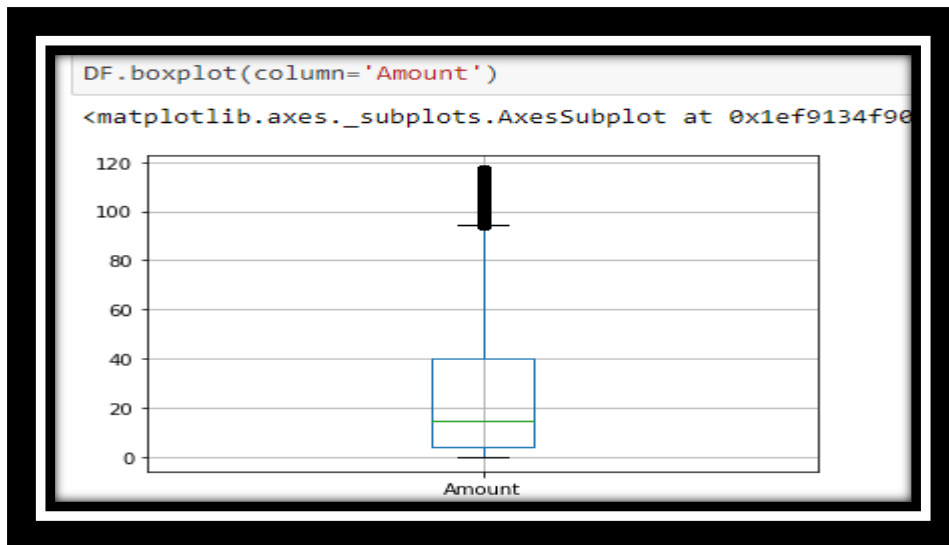 DF.boxplot(column='Amount')
<matplotlib.axes._subplots.AxesSubplot at 0x1ef9134f90
120
100
80
60
40
20
0
Amount